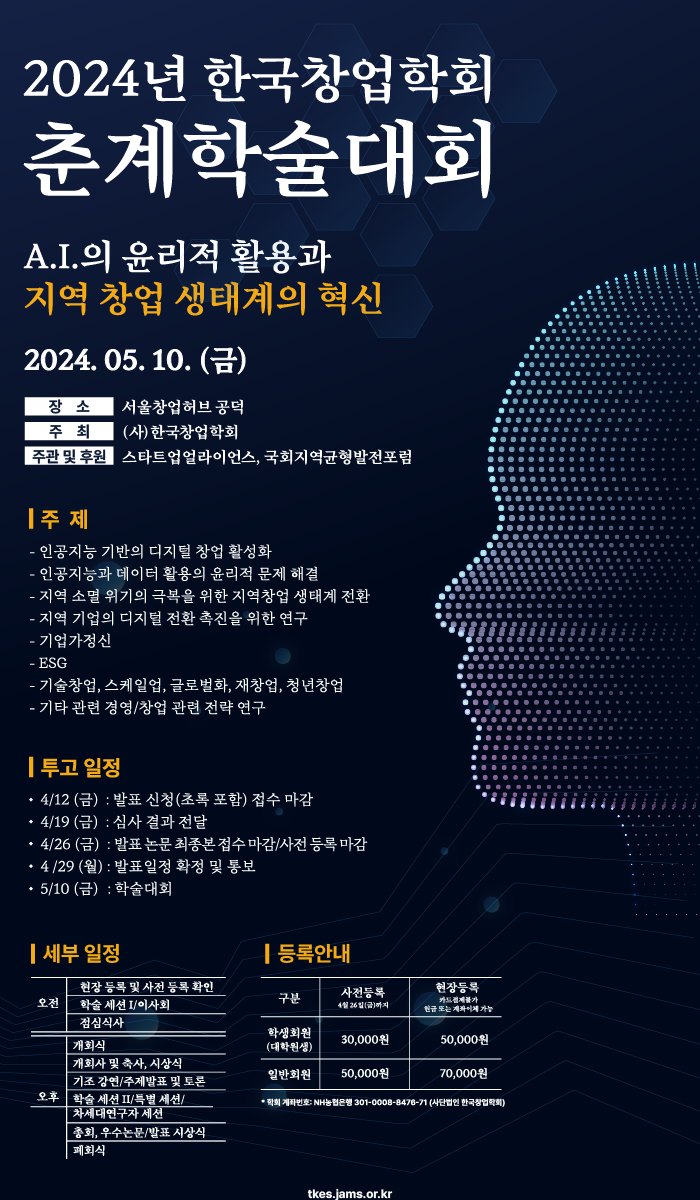 2024년 한국창업학회
춘계학술대회
A.I.의 윤리적 활용과
지역 창업 생태계의 혁신
2024. 05. 10. (금)
장 소 서울창업허브 공덕
주 최 (사)한국창업학회
주관 및 후원 스타트업얼라이언스, 국회지역균형발전포럼
주 제
- 인공지능 기반의 디지털 창업 활성화
- 인공지능과 데이터 활용의 윤리적 문제 해결
- 지역 소멸 위기의 극복을 위한 지역창업 생태계 전환
- 지역 기업의 디지털 전환 촉진을 위한 연구
- 기업가정신
- ESG
- 기술창업, 스케일업, 글로벌화, 재창업, 청년창업
- 기타 관련 경영/창업 관련 전략 연구
투고 일정
• 4/12 (금) : 발표 신청(초록 포함) 접수 마감
• 4/19 (금) : 심사 결과 전달
• 4/26 (금) : 발표 논문 최종본 접수 마감/사전 등록 마감
• 4 /29 (월) : 발표일정 확정 및 통보
• 5/10 (금) : 학술대회
세부 일정
오전
현장 등록 및 사전 등록 확인
학술 세션 I/이사회
점심식사
오후
개회식
개회사 및 축사, 시상식
기조 강연/주제발표 및 토론
학술 세션 II/특별 세션/
차세대연구자 세션
총회, 우수논문/발표 시상식
폐회식
등록안내
구분 사전등록 현장등록
4월 26일(금)까지 카드결제불가
현금 또는 계좌이체 가능
학생회원
(대학원생) 30,000원 50,000원
일반회원 50,000원 70,000원
* 학회 계좌번호: NH농협은행 301-0008-8476-71 (사단법인 한국창업학회)
tkes.jams.or.kr